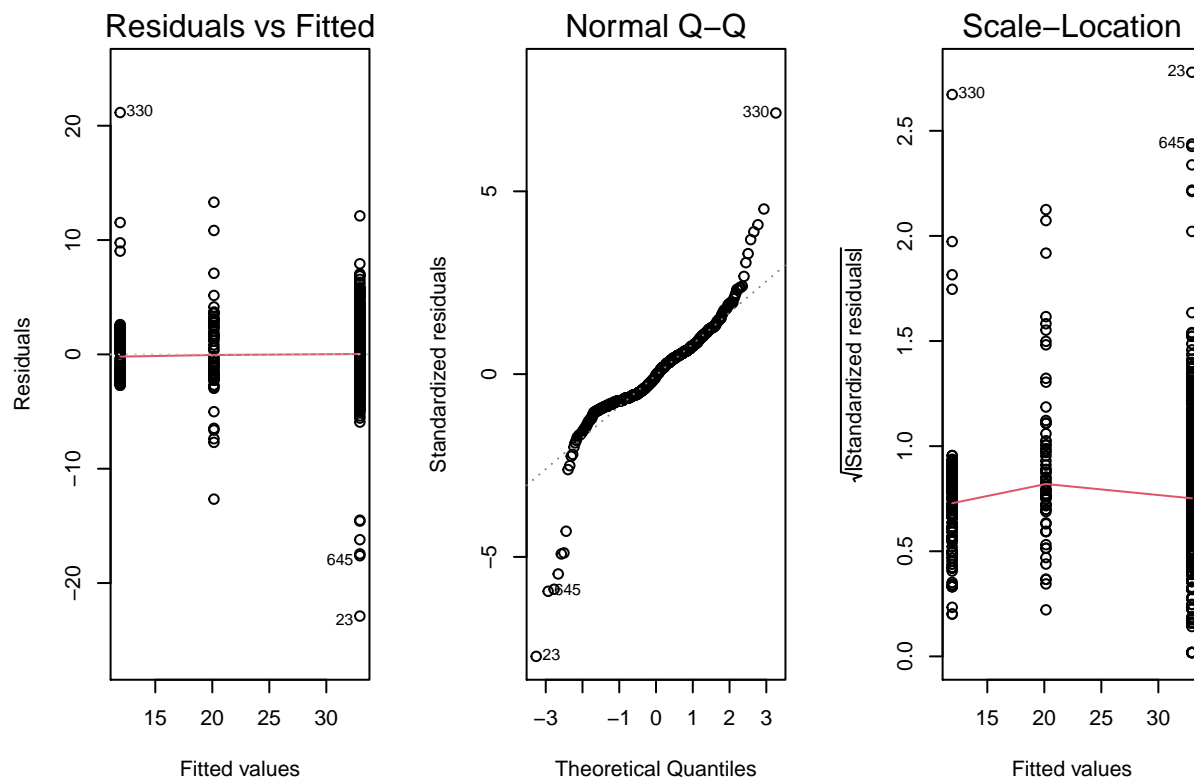 Residuals vs Fitted
Residuals
20
10
0
−10
−20
330
645
23
15 20 25 30
Fitted values
Normal Q−Q
Standardized residuals
5
0
−5
330
645
23
−3 −1 0 1 2 3
Theoretical Quantiles
Scale−Location
√|Standardized residuals|
2.5
2.0
1.5
1.0
0.5
0.0
23
330
645
15 20 25 30
Fitted values